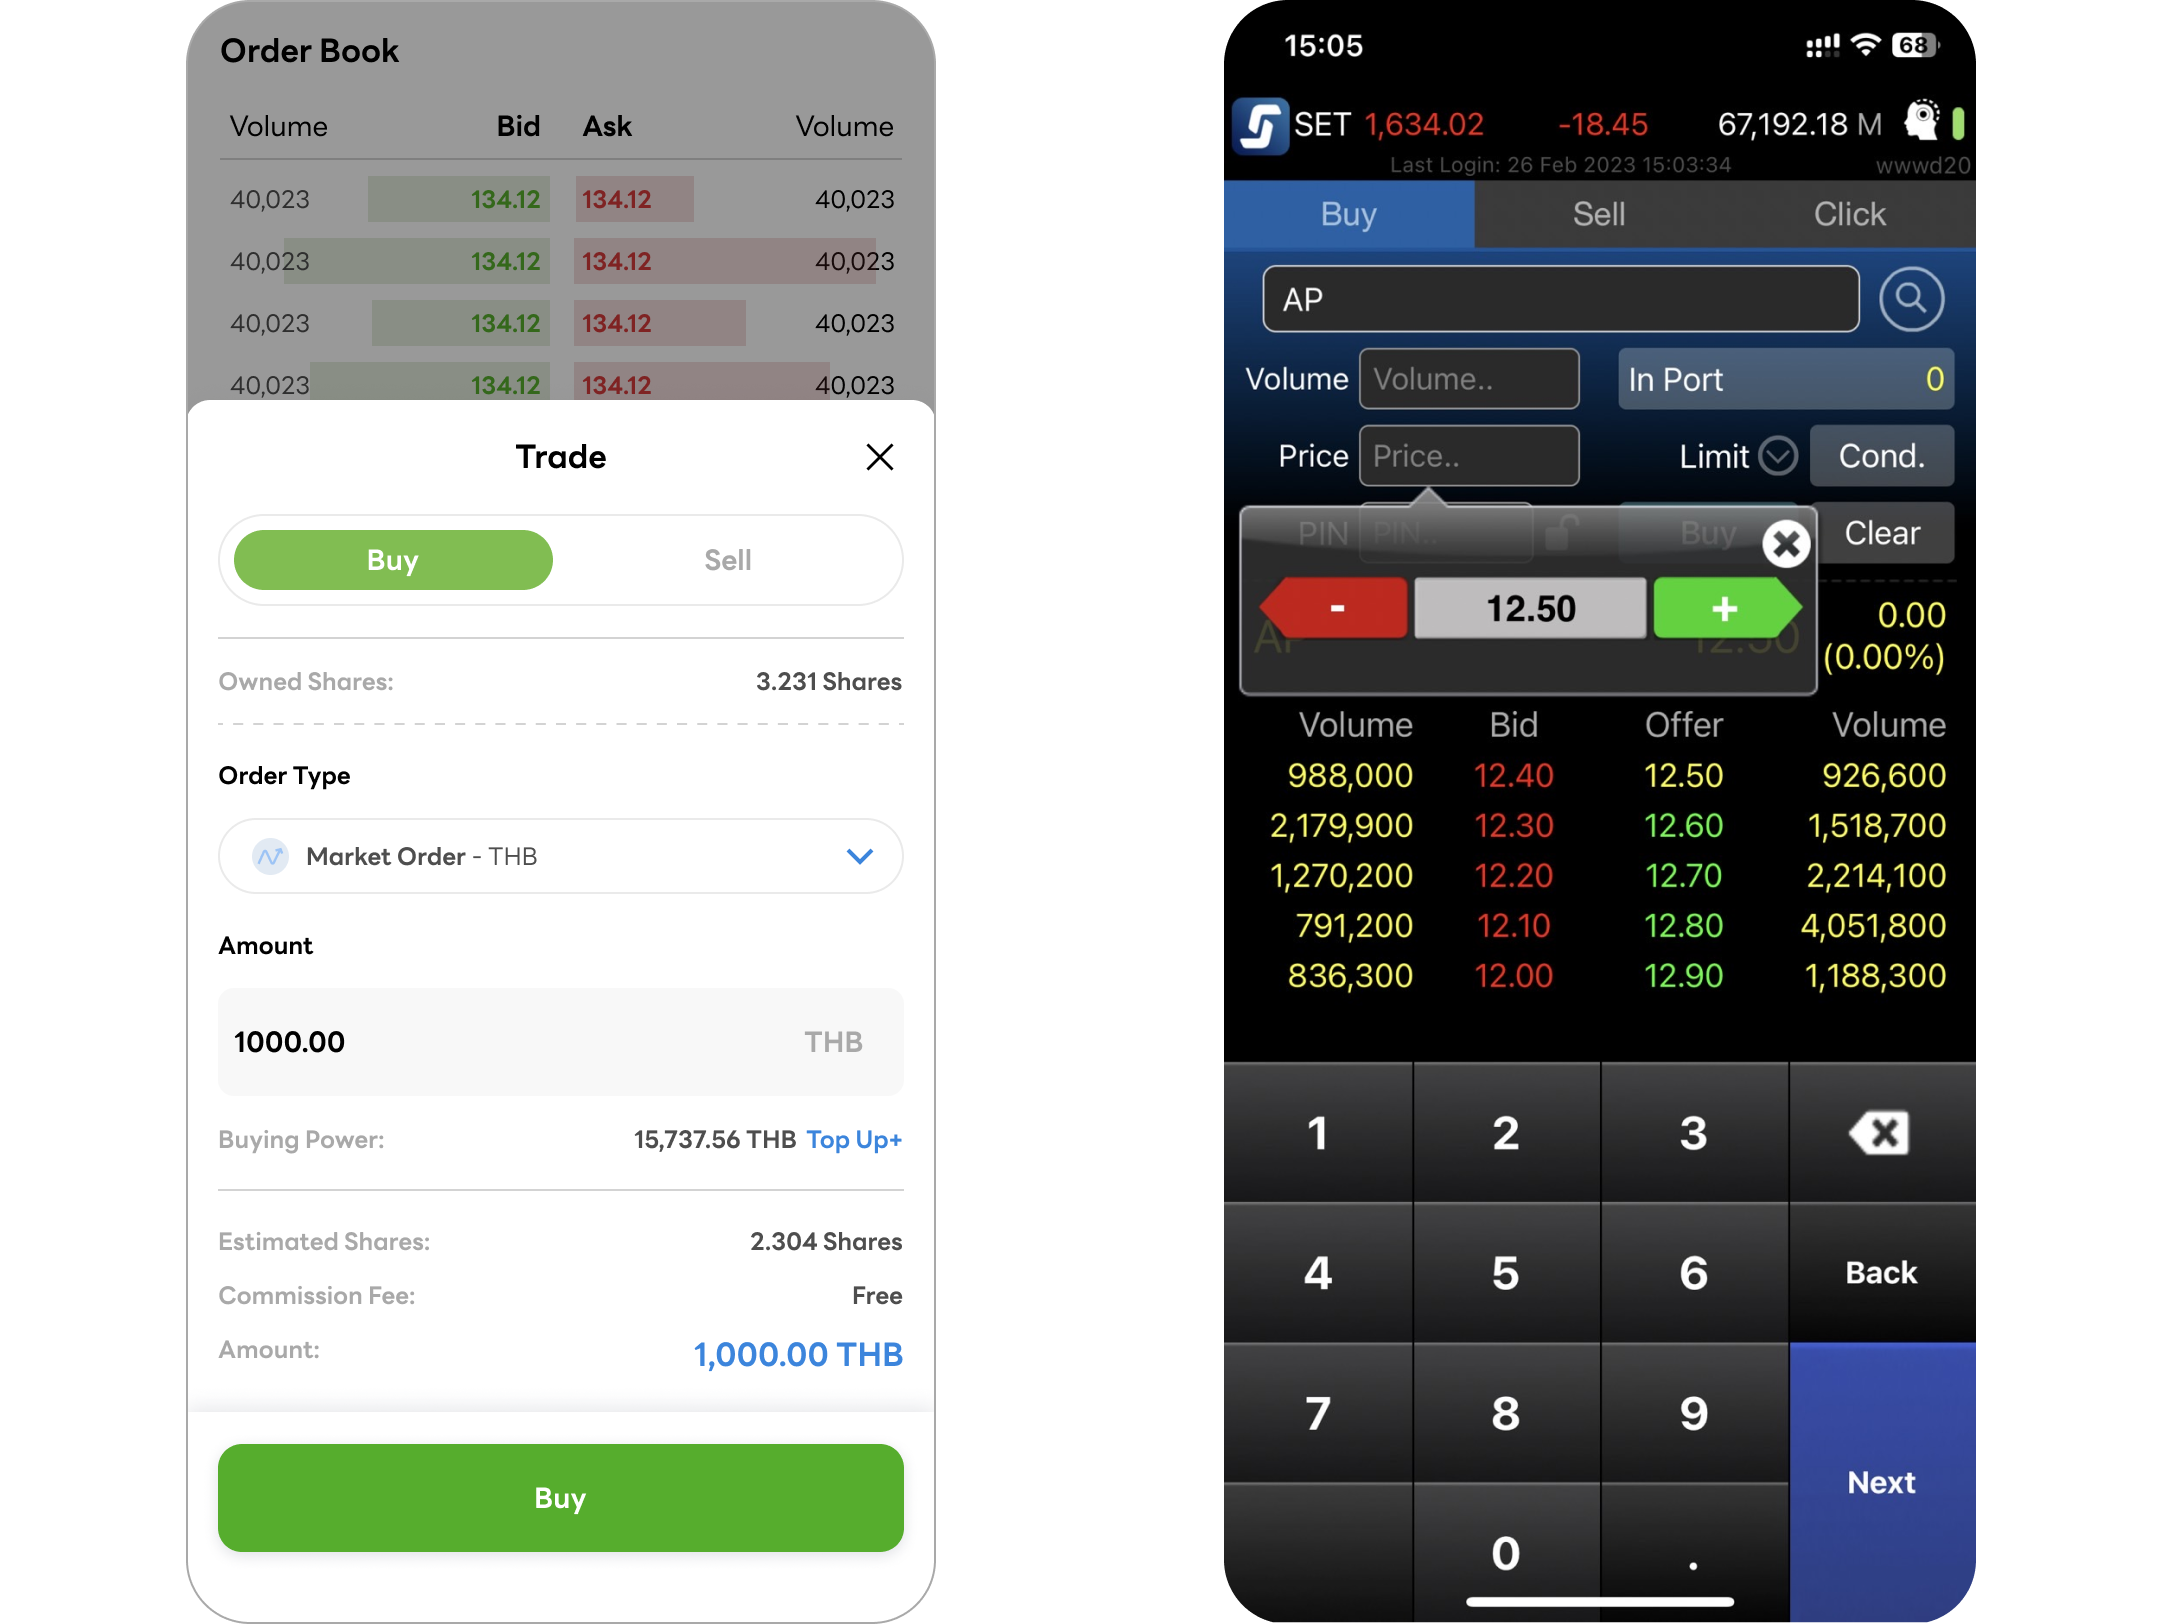 Order Book
Volume Bid Ask Volume
40,023 134.12 134.12 40,023
40,023 134.12 134.12 40,023
40,023 134.12 134.12 40,023
40,023 134.12 134.12 40,023
Trade
Buy Sell
Owned Shares: 3.231 Shares
Order Type
Market Order - THB
Amount
1000.00 THB
Buying Power: 15,737.56 THB Top Up+
Estimated Shares: 2.304 Shares
Commission Fee: Free
Amount: 1,000.00 THB
Buy
15:05 68
SET 1,634.02 -18.45 67,192.18 M
Last Login: 26 Feb 2023 15:03:34 wwwd20
Buy Sell Click
AP
Volume Volume.. In Port 0
Price Price.. Limit Cond.
PIN PIN.. Buy Clear
- 12.50 +
AP 12.50 0.00
(0.00%)
Volume Bid Offer Volume
988,000 12.40 12.50 926,600
2,179,900 12.30 12.60 1,518,700
1,270,200 12.20 12.70 2,214,100
791,200 12.10 12.80 4,051,800
836,300 12.00 12.90 1,188,300
1 2 3
4 5 6 Back
7 8 9
Next
0 .